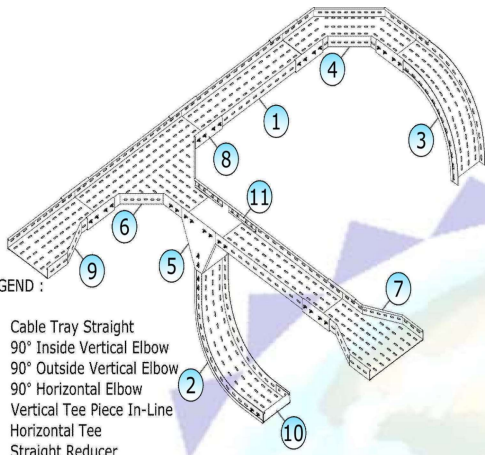 4
1
3
8
11
6
5
9
7
GEND :
Cable Tray Straight
90° Inside Vertical Elbow
90° Outside Vertical Elbow
90° Horizontal Elbow
2
Vertical Tee Piece In-Line
Horizontal Tee
10
Straight Reducer